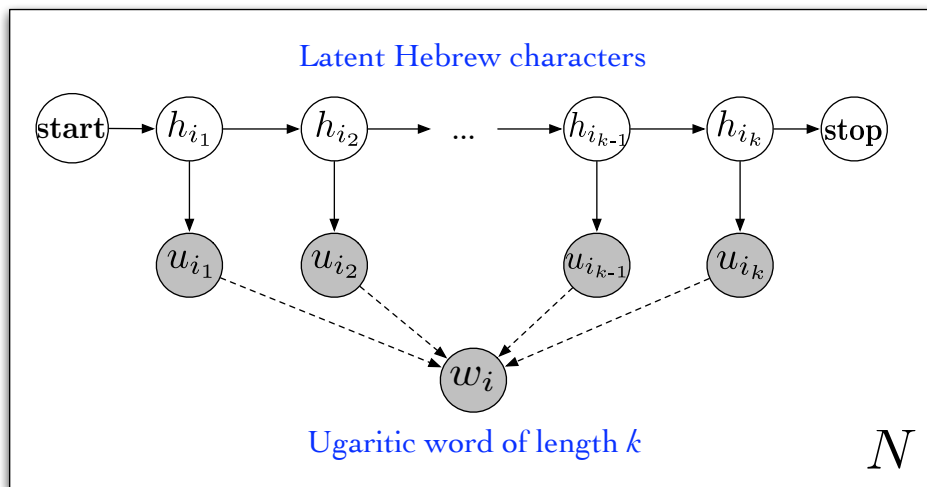 Latent Hebrew characters
start h_{i_1} h_{i_2} ... h_{i_{k-1}} h_{i_k} stop
u_{i_1} u_{i_2} u_{i_{k-1}} u_{i_k}
w_i
Ugaritic word of length k
N